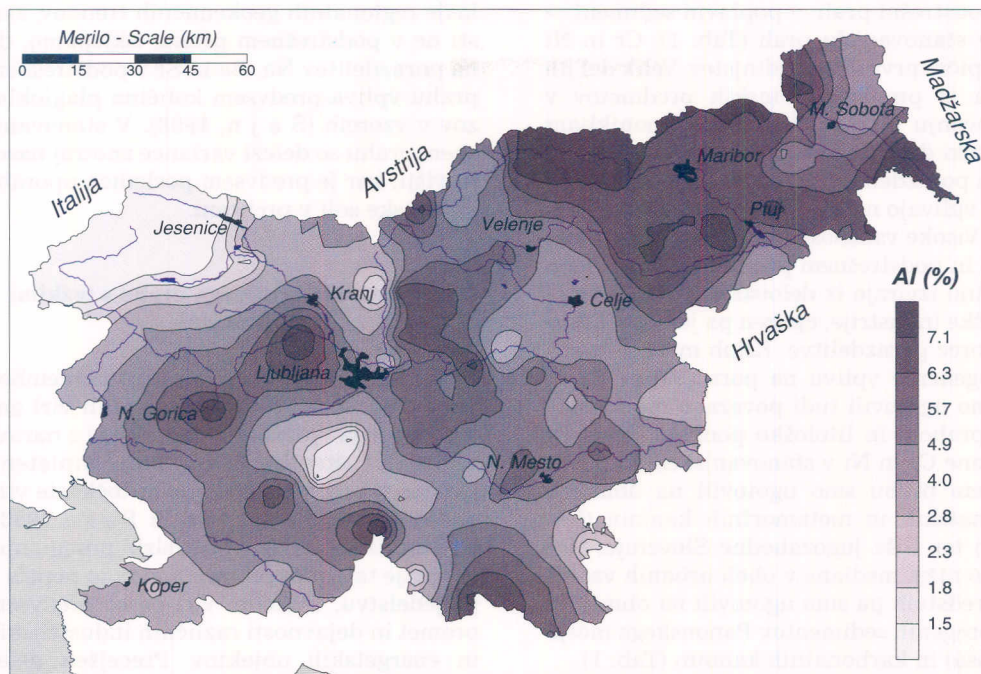 Merilo - Scale (km)
0 15 30 45 60
Madžarska
M. Sobota
Avstrija
Maribor
Italija
Jesenice
Velenje
Ptuj
Al (%)
Kranj
Celje
Hrvaška
7.1
Ljubljana
6.3
N. Gorica
5.7
4.9
N. Mesto
4.0
2.8
2.3
Koper
1.8
1.5